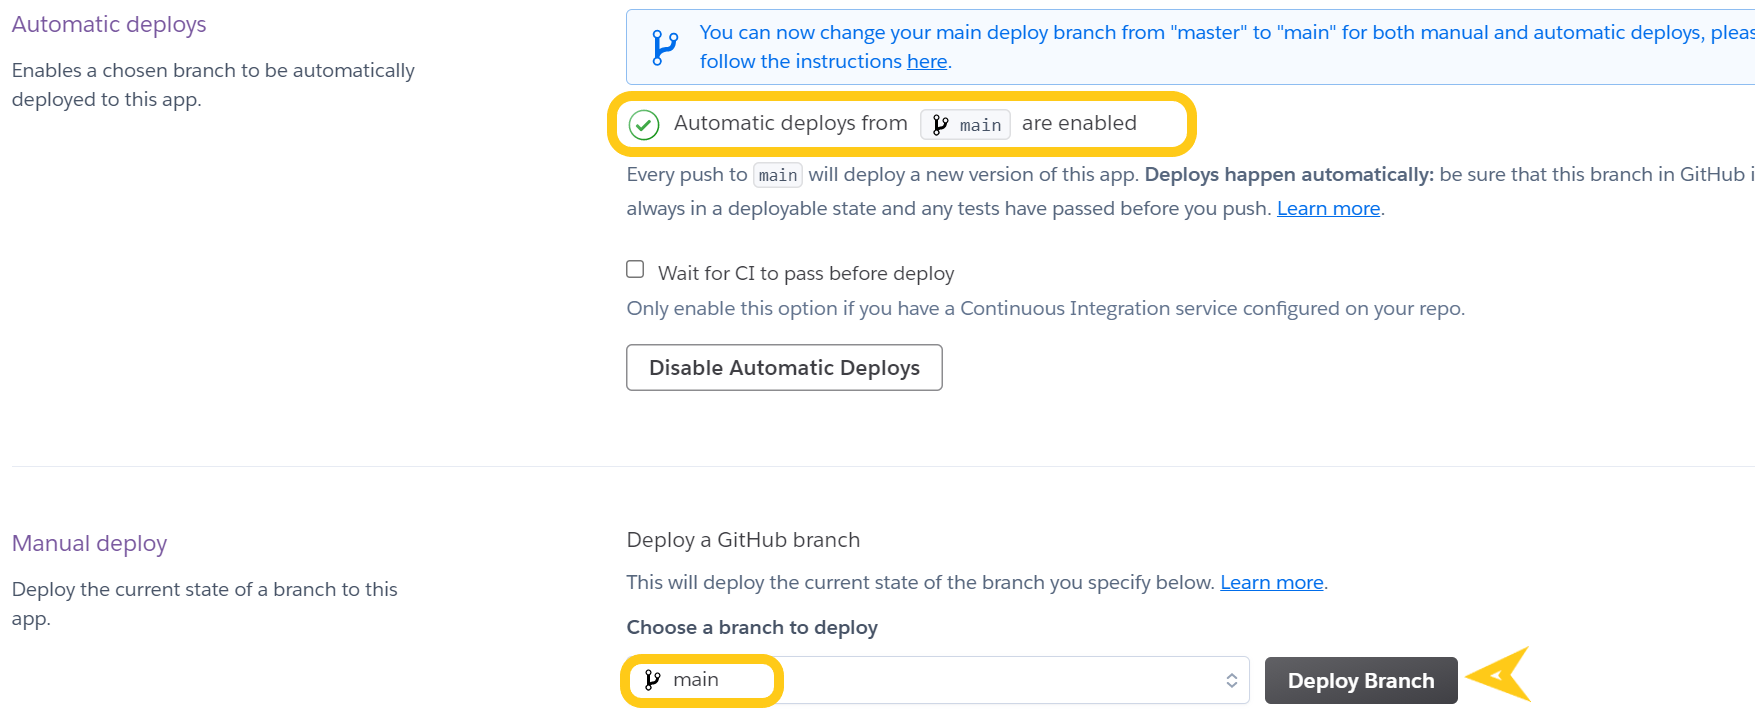 Automatic deploys
Enables a chosen branch to be automatically
deployed to this app.
You can now change your main deploy branch from "master" to "main" for both manual and automatic deploys,
follow the instructions here.
Automatic deploys from main are enabled
Every push to main will deploy a new version of this app. Deploys happen automatically: be sure that this branch in GitHub
always in a deployable state and any tests have passed before you push. Learn more.
Wait for CI to pass before deploy
Only enable this option if you have a Continuous Integration service configured on your repo.
Disable Automatic Deploys
Manual deploy
Deploy the current state of a branch to this
app.
Deploy a GitHub branch
This will deploy the current state of the branch you specify below. Learn more.
Choose a branch to deploy
main
Deploy Branch